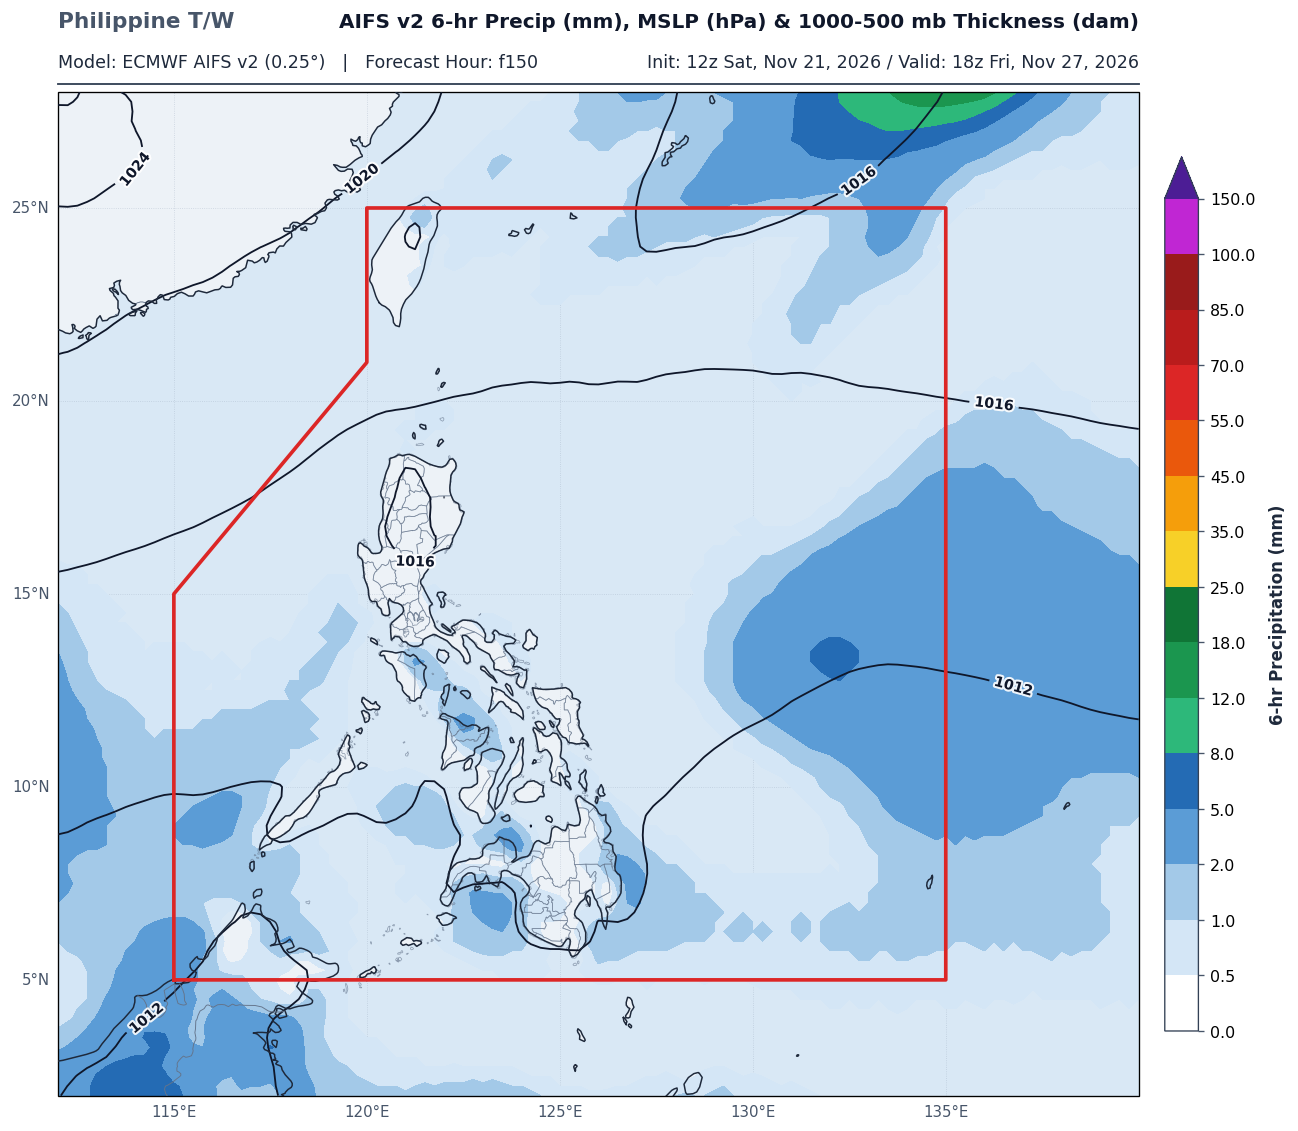 Philippine T/W
AIFS v2 6-hr Precip (mm), MSLP (hPa) & 1000-500 mb Thickness (dam)
Model: ECMWF AIFS v2 (0.25°) | Forecast Hour: f150
Init: 12z Sat, Nov 21, 2026 / Valid: 18z Fri, Nov 27, 2026
1024
1020
1016
1016
1016
1012
1012
25°N
20°N
15°N
10°N
5°N
115°E
120°E
125°E
130°E
135°E
150.0
100.0
85.0
70.0
55.0
45.0
35.0
25.0
18.0
12.0
8.0
5.0
2.0
1.0
0.5
0.0
6-hr Precipitation (mm)